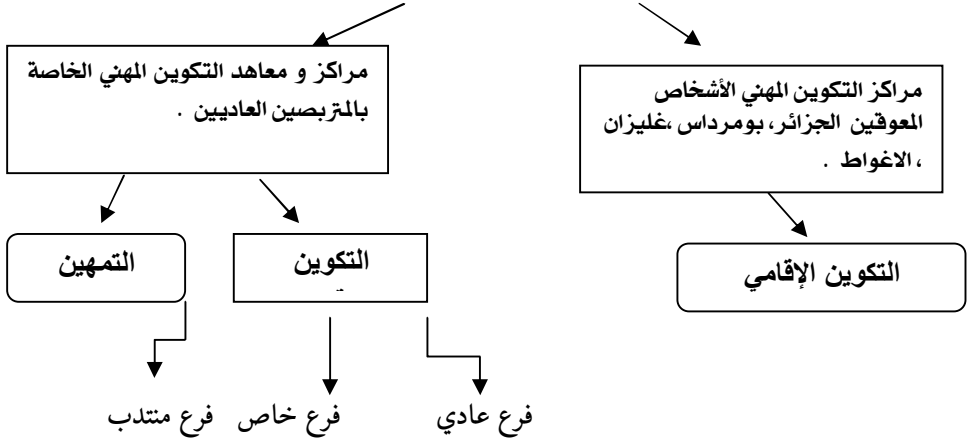 مراكز التكوين المهني الأشخاص
المعوقين الجزائر، بومرداس ،غليزان
، الاغواط .
مراكز و معاهد التكوين المهني الخاصة
بالمتربصين العاديين .
التكوين الإقامي
التكوين
التمهين
فرع عادي
فرع خاص
فرع منتدب